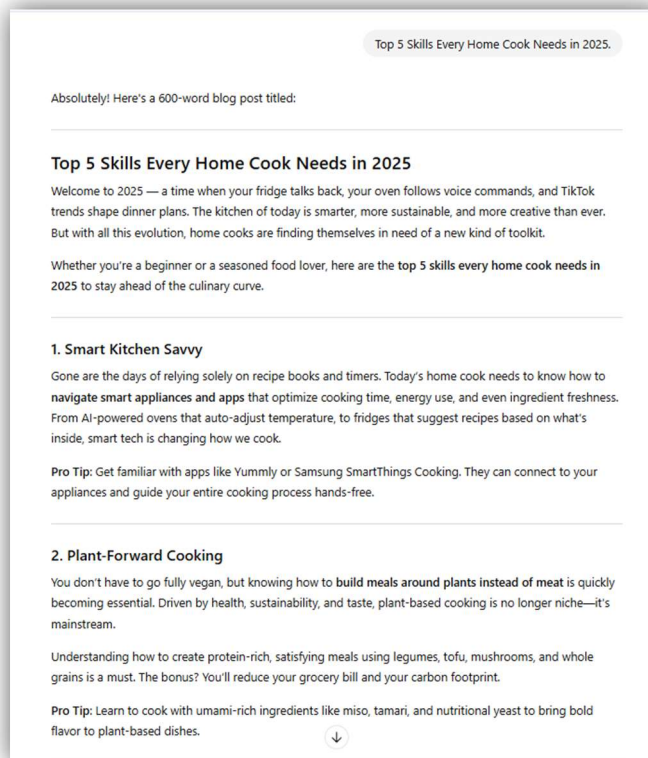 Top 5 Skills Every Home Cook Needs in 2025.
Absolutely! Here's a 600-word blog post titled:
Top 5 Skills Every Home Cook Needs in 2025
Welcome to 2025 — a time when your fridge talks back, your oven follows voice commands, and TikTok
trends shape dinner plans. The kitchen of today is smarter, more sustainable, and more creative than ever.
But with all this evolution, home cooks are finding themselves in need of a new kind of toolkit.
Whether you're a beginner or a seasoned food lover, here are the top 5 skills every home cook needs in
2025 to stay ahead of the culinary curve.
1. Smart Kitchen Savvy
Gone are the days of relying solely on recipe books and timers. Today's home cook needs to know how to
navigate smart appliances and apps that optimize cooking time, energy use, and even ingredient freshness.
From AI-powered ovens that auto-adjust temperature, to fridges that suggest recipes based on what's
inside, smart tech is changing how we cook.
Pro Tip: Get familiar with apps like Yummly or Samsung SmartThings Cooking. They can connect to your
appliances and guide your entire cooking process hands-free.
2. Plant-Forward Cooking
You don't have to go fully vegan, but knowing how to build meals around plants instead of meat is quickly
becoming essential. Driven by health, sustainability, and taste, plant-based cooking is no longer niche—it's
mainstream.
Understanding how to create protein-rich, satisfying meals using legumes, tofu, mushrooms, and whole
grains is a must. The bonus? You'll reduce your grocery bill and your carbon footprint.
Pro Tip: Learn to cook with umami-rich ingredients like miso, tamari, and nutritional yeast to bring bold
flavor to plant-based dishes.